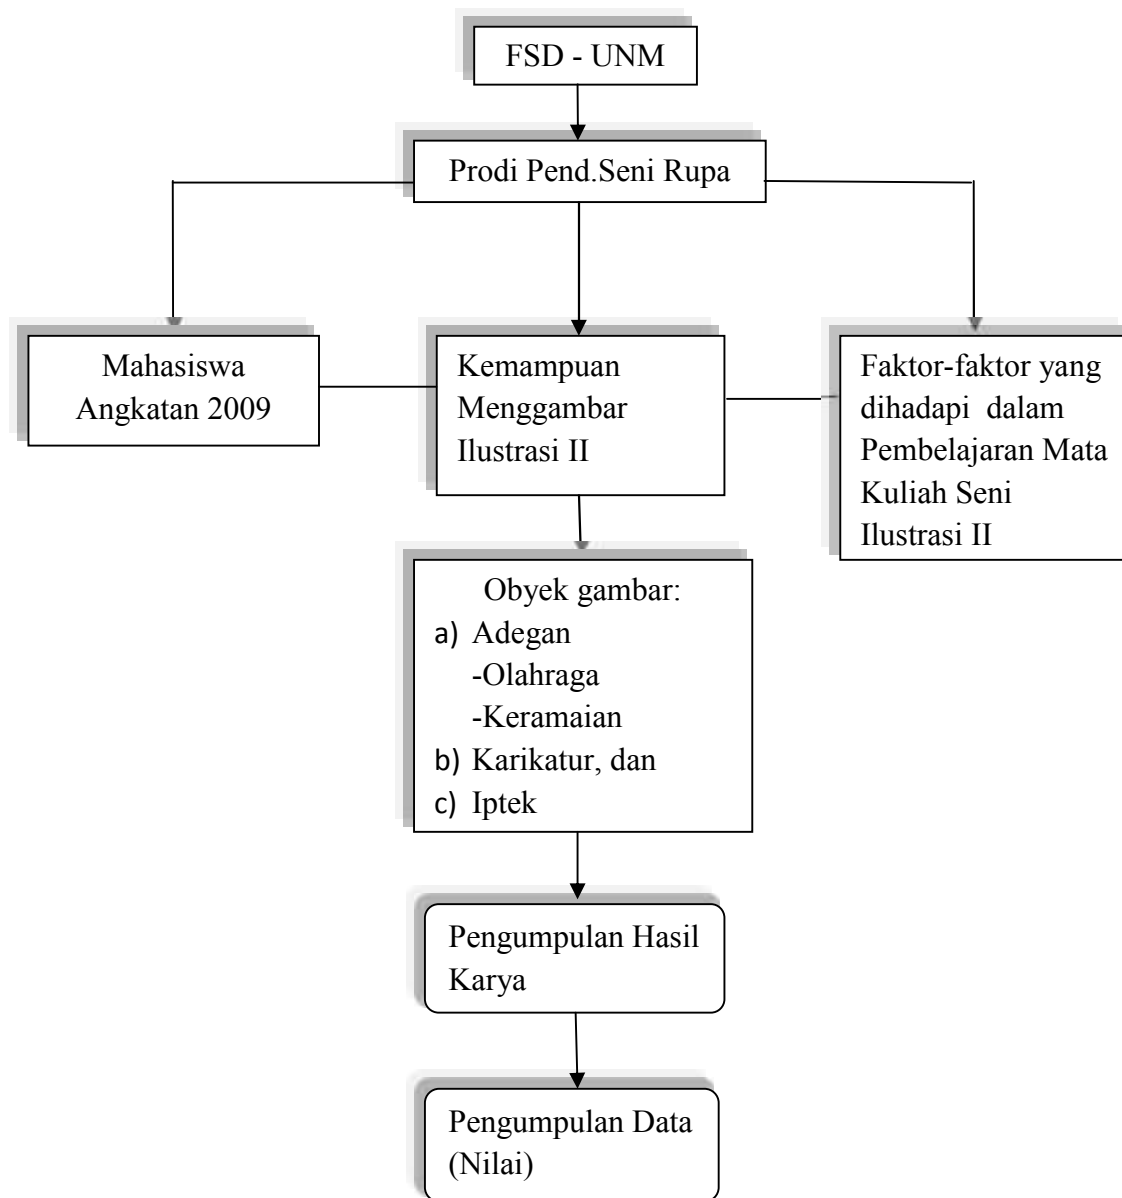 FSD - UNM
Prodi Pend.Seni Rupa
Mahasiswa
Angkatan 2009
Kemampuan
Menggambar
Ilustrasi II
Faktor-faktor yang
dihadapi  dalam
Pembelajaran Mata
Kuliah Seni
Ilustrasi II
Obyek gambar:
a) Adegan
-Olahraga
-Keramaian
b) Karikatur, dan
c) Iptek
Pengumpulan Hasil
Karya
Pengumpulan Data
(Nilai)